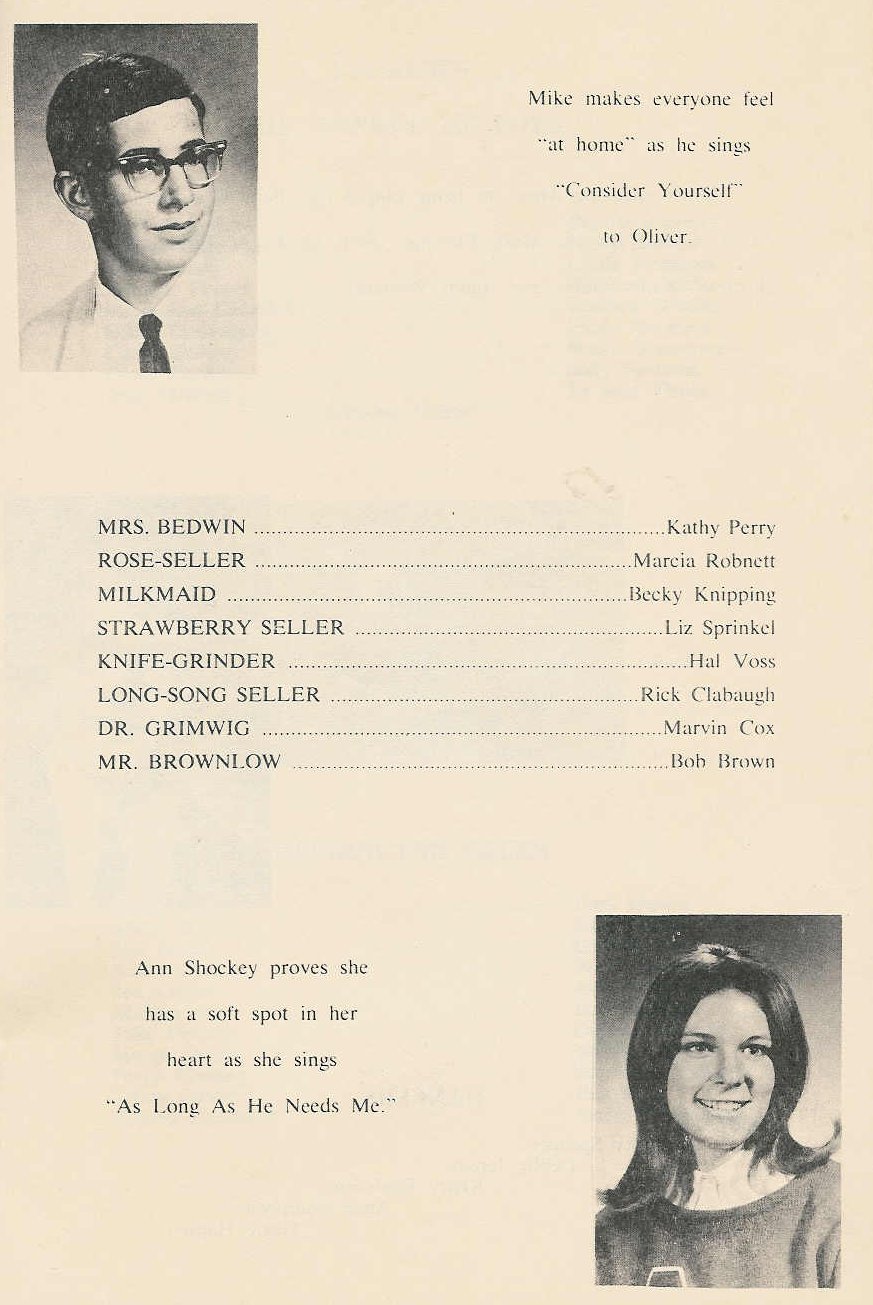 Mike makes everyone feel
"at home" as he sings
"Consider Yourself"
to Oliver.
MRS. BEDWIN ........................................................................Kathy Perry
ROSE-SELLER ..................................................................Marcia Robnett
MILKMAID ......................................................................Becky Knipping
STRAWBERRY SELLER ......................................................Liz Sprinkel
KNIFE-GRINDER ......................................................................Hal Voss
LONG-SONG SELLER ......................................................Rick Clabaugh
DR. GRIMWIG ......................................................................Marvin Cox
MR. BROWNLOW ..................................................................Bob Brown
Ann Shockey proves she
has a soft spot in her
heart as she sings
"As Long As He Needs Me."